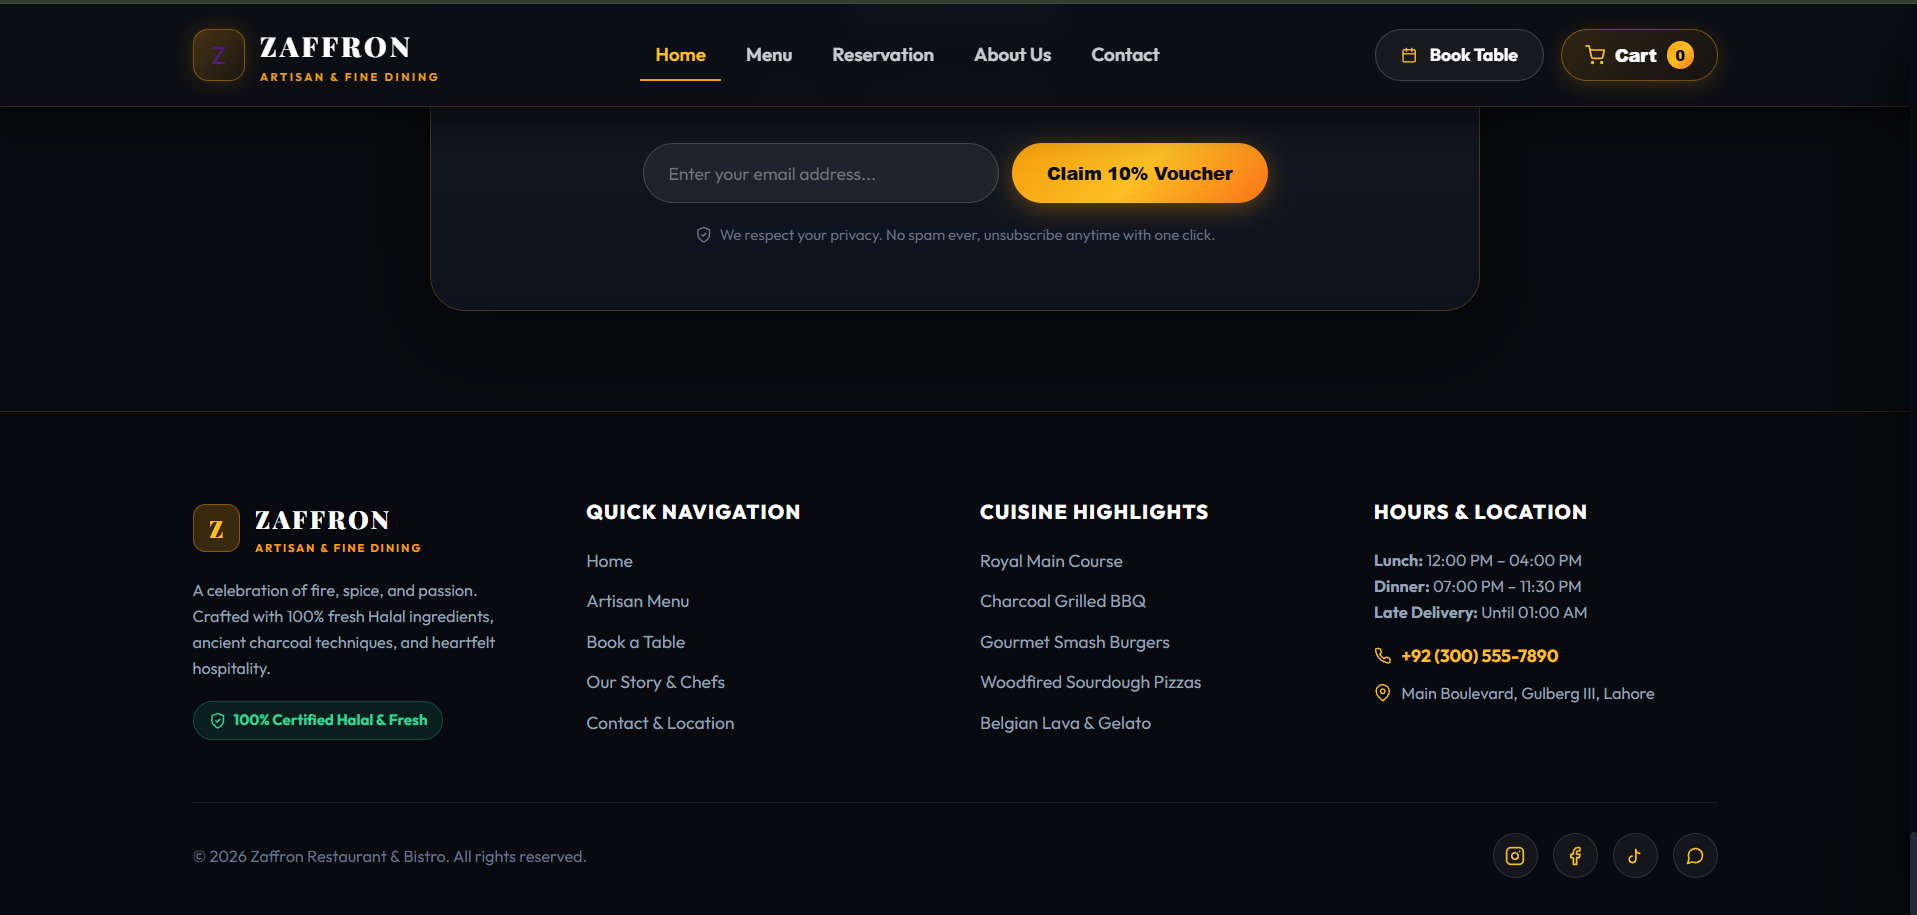 Z
ZAFFRON
ARTISAN & FINE DINING
Home
Menu
Reservation
About Us
Contact
Book Table
Cart 0
Enter your email address...
Claim 10% Voucher
We respect your privacy. No spam ever, unsubscribe anytime with one click.
Z
ZAFFRON
ARTISAN & FINE DINING
A celebration of fire, spice, and passion.
Crafted with 100% fresh Halal ingredients,
ancient charcoal techniques, and heartfelt
hospitality.
100% Certified Halal & Fresh
QUICK NAVIGATION
Home
Artisan Menu
Book a Table
Our Story & Chefs
Contact & Location
CUISINE HIGHLIGHTS
Royal Main Course
Charcoal Grilled BBQ
Gourmet Smash Burgers
Woodfired Sourdough Pizzas
Belgian Lava & Gelato
HOURS & LOCATION
Lunch: 12:00 PM – 04:00 PM
Dinner: 07:00 PM – 11:30 PM
Late Delivery: Until 01:00 AM
+92 (300) 555-7890
Main Boulevard, Gulberg III, Lahore
© 2026 Zaffron Restaurant & Bistro. All rights reserved.